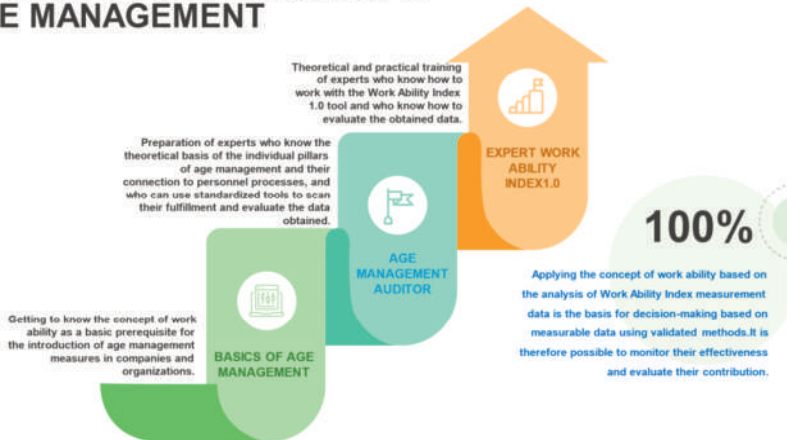 E MANAGEMENT
Theoretical and practical training
of experts who know how to
work with the Work Ability Index
1.0 tool and who know how to
evaluate the obtained data.
EXPERT WORK
ABILITY
INDEX1.0
Preparation of experts who know the
theoretical basis of the individual pillars
of age management and their
connection to personnel processes, and
who can use standardized tools to scan
their fulfillment and evaluate the data
obtained.
AGE
MANAGEMENT
AUDITOR
Getting to know the concept of work
ability as a basic prerequisite for
the introduction of age management
measures in companies and
organizations.
BASICS OF AGE
MANAGEMENT
100%
Applying the concept of work ability based on
the analysis of Work Ability Index measurement
data is the basis for decision-making based on
measurable data using validated methods.It is
therefore possible to monitor their effectiveness
and evaluate their contribution.